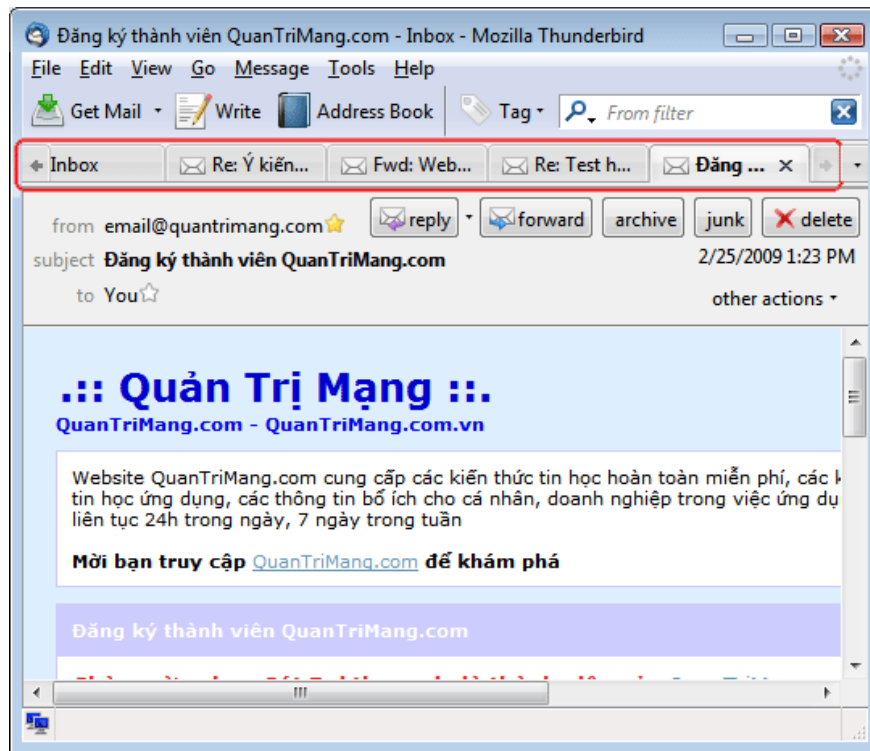 Đăng ký thành viên QuanTriMang.com - Inbox - Mozilla Thunderbird
File Edit View Go Message Tools Help
Get Mail Write Address Book Tag From filter
Inbox Re: Ý kiến... Fwd: Web... Re: Test h... Đăng ...
from email@quantrimang.com reply forward archive junk delete
subject Đăng ký thành viên QuanTriMang.com 2/25/2009 1:23 PM
to You other actions
.:: Quản Trị Mạng ::.
QuanTriMang.com - QuanTriMang.com.vn
Website QuanTriMang.com cung cấp các kiến thức tin học hoàn toàn miễn phí, các
tin học ứng dụng, các thông tin bổ ích cho cá nhân, doanh nghiệp trong việc ứng
liên tục 24h trong ngày, 7 ngày trong tuần
Mời bạn truy cập QuanTriMang.com để khám phá
Đăng ký thành viên QuanTriMang.com